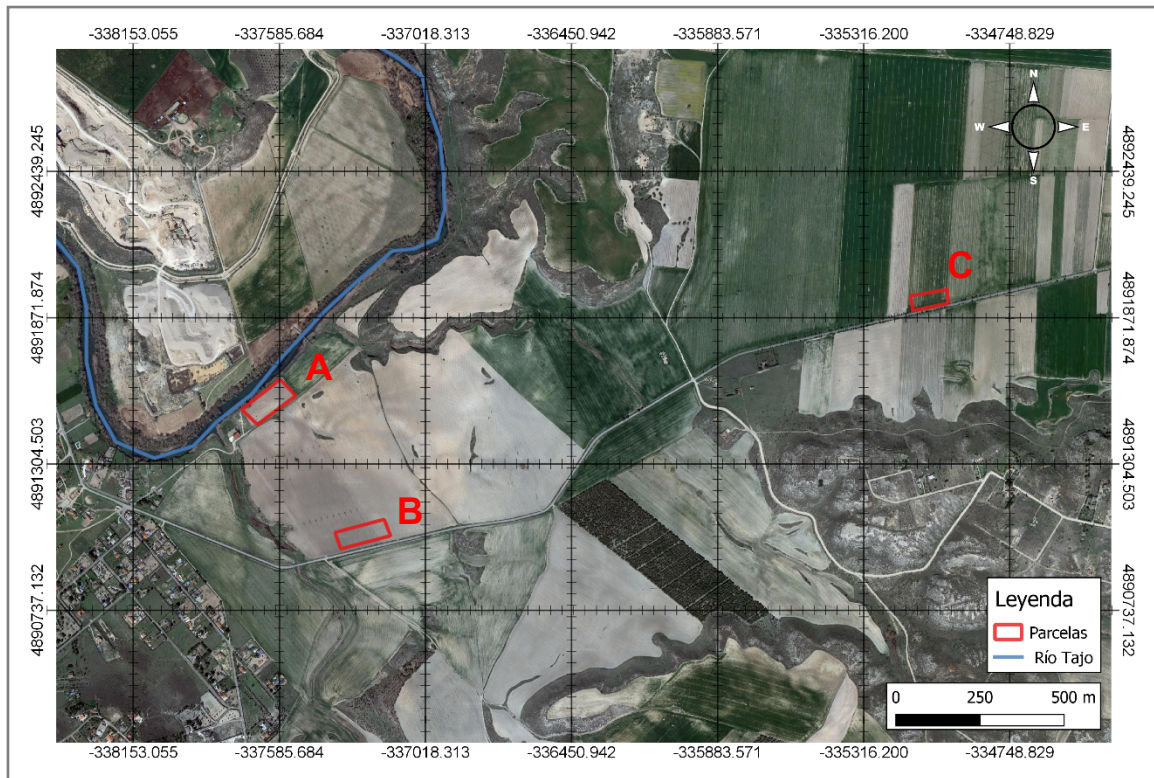 -338153.055 -337585.684 -337018.313 -336450.942 -335883.571 -335316.200 -334748.829
N
W E
S
4892439.245 4892439.245
C
4891871.874 4891871.874
A
4891304.503 4891304.503
B
4890737.132 4890737.132
Leyenda
Parcelas
Río Tajo
0 250 500 m
-338153.055 -337585.684 -337018.313 -336450.942 -335883.571 -335316.200 -334748.829